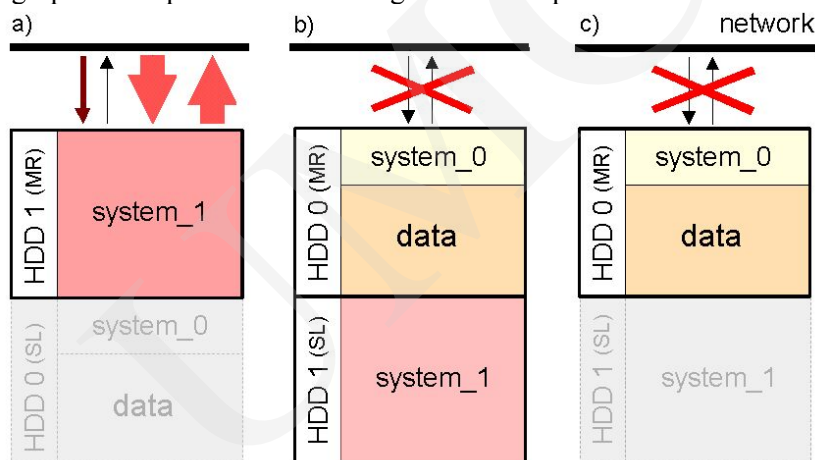 a)
HDD 1 (MR)
system_1
HDD 0 (SL)
system_0
data
b)
HDD 0 (MR)
system_0
data
HDD 1 (SL)
system_1
c)
network
HDD 0 (MR)
system_0
data
HDD 1 (SL)
system_1